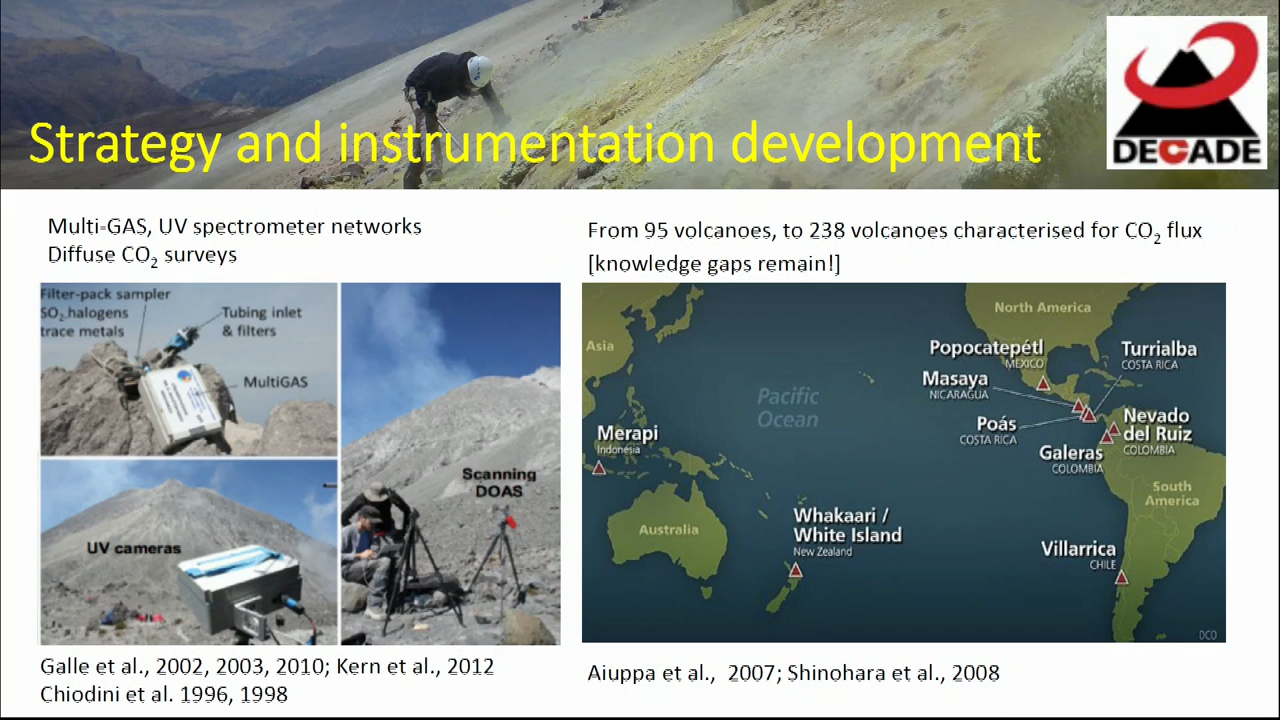 Strategy and instrumentation development
DECADE
Multi-GAS, UV spectrometer networks
Diffuse CO2 surveys
From 95 volcanoes, to 238 volcanoes characterised for CO2 flux
[knowledge gaps remain!]
Filter-pack sampler
SO2,halogens
trace metals
Tubing inlet
& filters
MultiGAS
UV cameras
Scanning
DOAS
Asia
North America
Pacific
Ocean
Popocatepétl
MEXICO
Turrialba
COSTA RICA
Masaya
NICARAGUA
Poás
COSTA RICA
Nevado
del Ruiz
COLOMBIA
Galeras
COLOMBIA
Merapi
Indonesia
South
America
Australia
Whakaari /
White Island
New Zealand
Villarrica
CHILE
DCO
Galle et al., 2002, 2003, 2010; Kern et al., 2012
Chiodini et al. 1996, 1998
Aiuppa et al., 2007; Shinohara et al., 2008